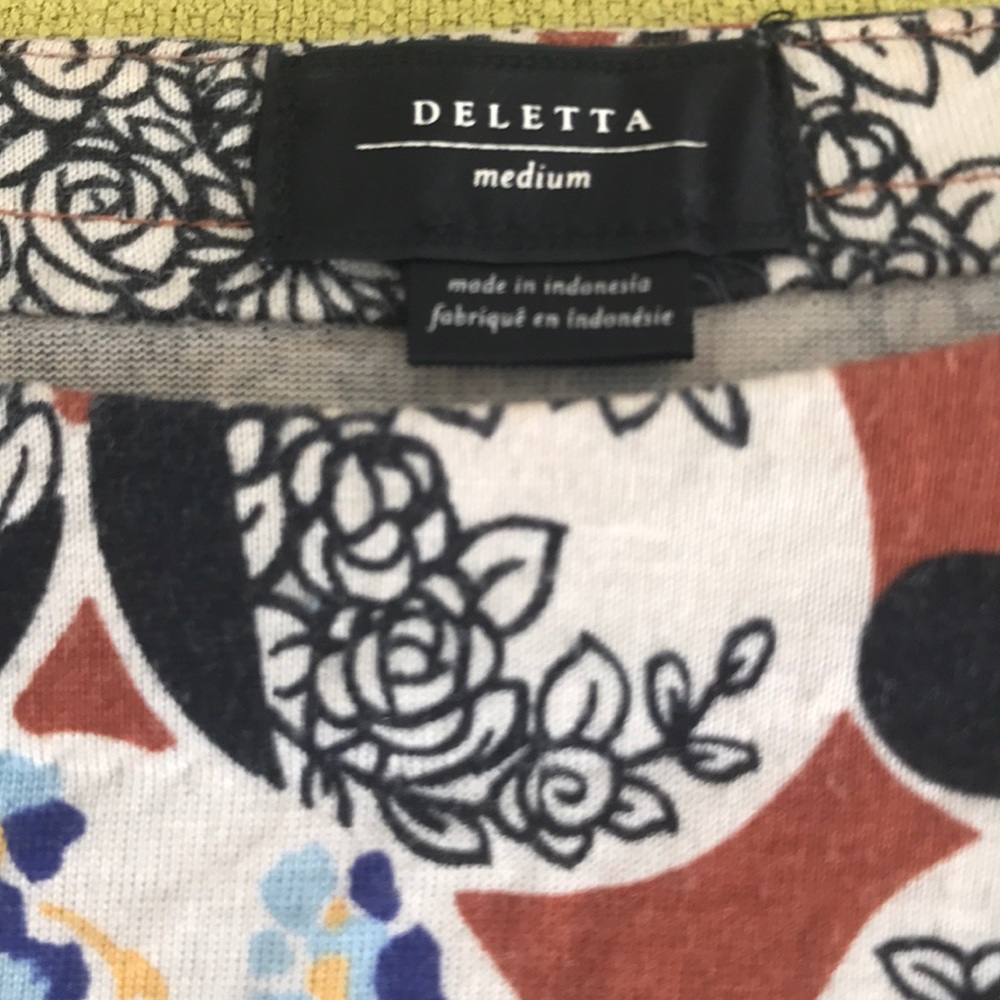 DELETTA
medium
made in indonesia
fabriqué en indonésie